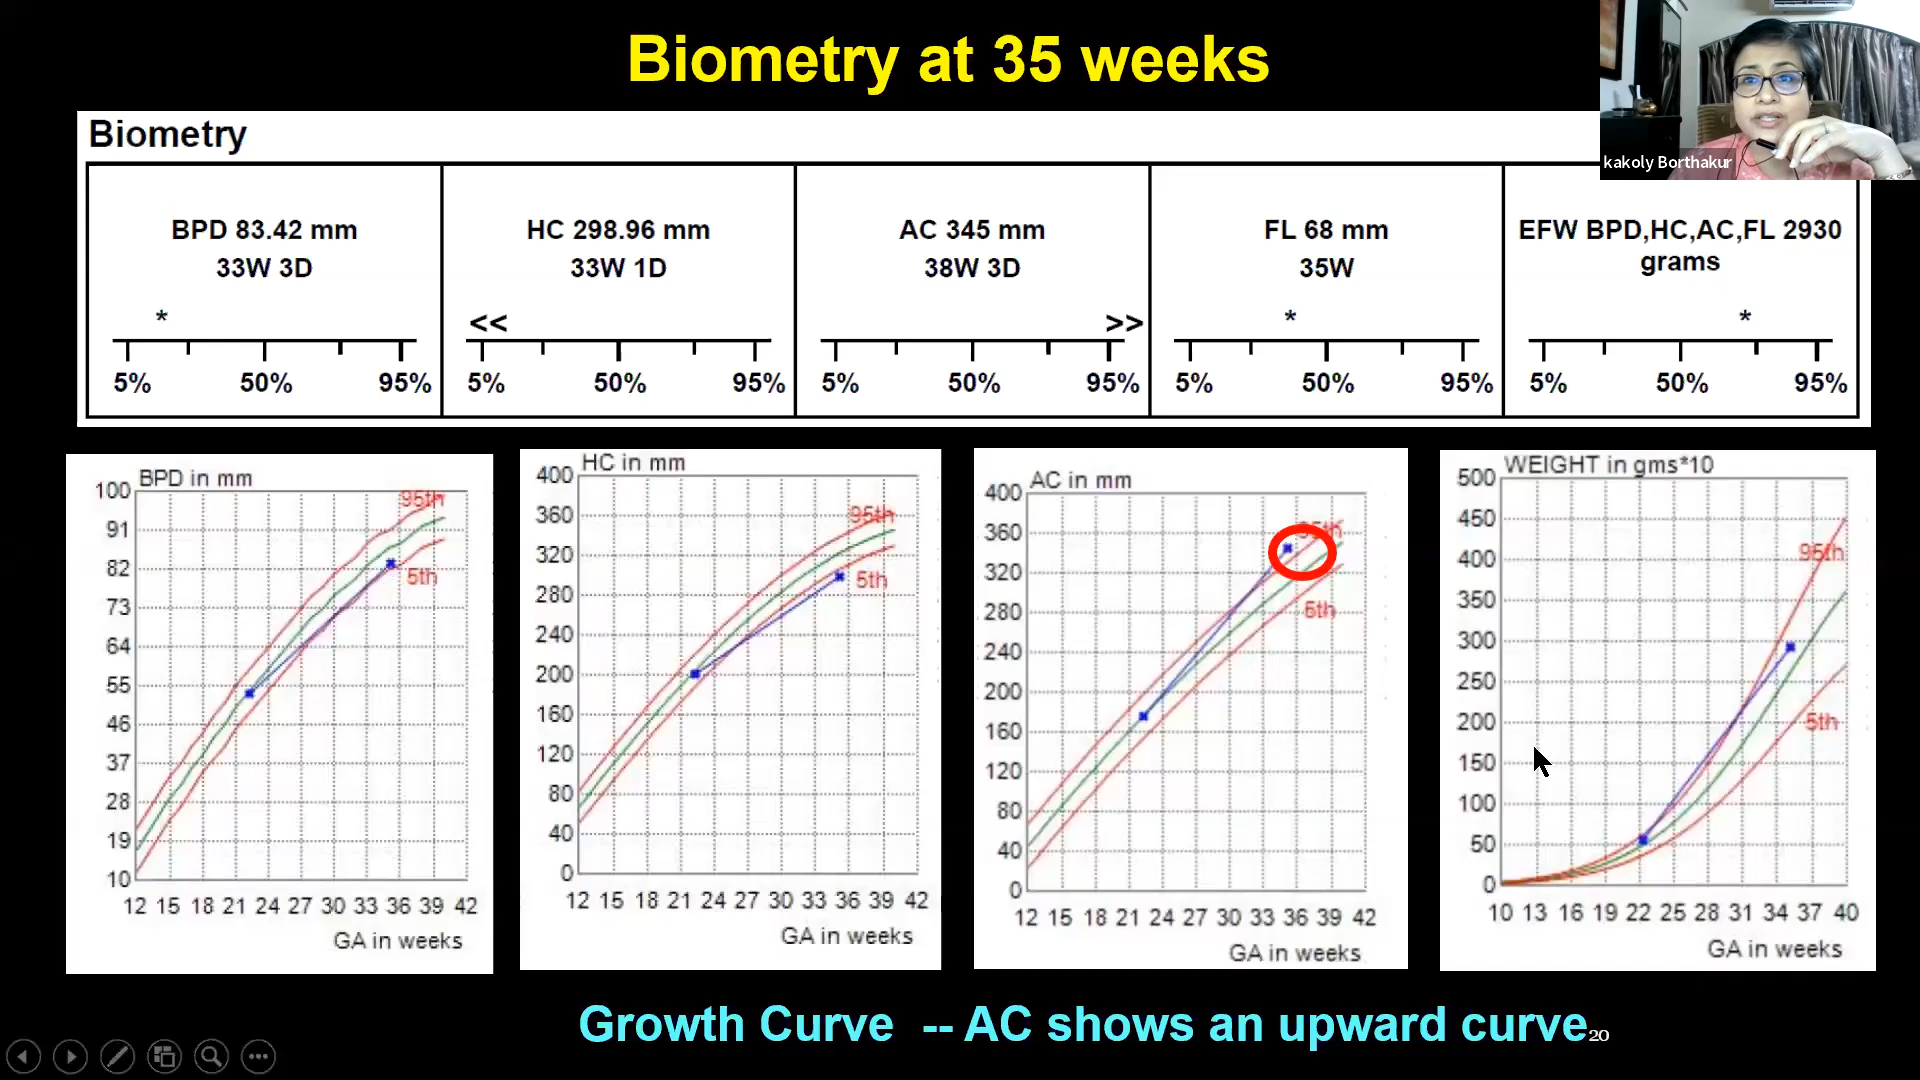 Biometry at 35 weeks
kakoly Borthakur
Biometry
BPD 83.42 mm
33W 3D
*
5% 50% 95%
HC 298.96 mm
33W 1D
<<
5% 50% 95%
AC 345 mm
38W 3D
>>
5% 50% 95%
FL 68 mm
35W
*
5% 50% 95%
EFW BPD,HC,AC,FL 2930
grams
*
5% 50% 95%
BPD in mm
100
91
82
73
64
55
46
37
28
19
10
95th
5th
12 15 18 21 24 27 30 33 36 39 42
GA in weeks
HC in mm
400
360
320
280
240
200
160
120
80
40
0
95th
5th
12 15 18 21 24 27 30 33 36 39 42
GA in weeks
AC in mm
400
360
320
280
240
200
160
120
80
40
0
95th
5th
12 15 18 21 24 27 30 33 36 39 42
GA in weeks
WEIGHT in gms*10
500
450
400
350
300
250
200
150
100
50
0
95th
5th
10 13 16 19 22 25 28 31 34 37 40
GA in weeks
Growth Curve -- AC shows an upward curve
20